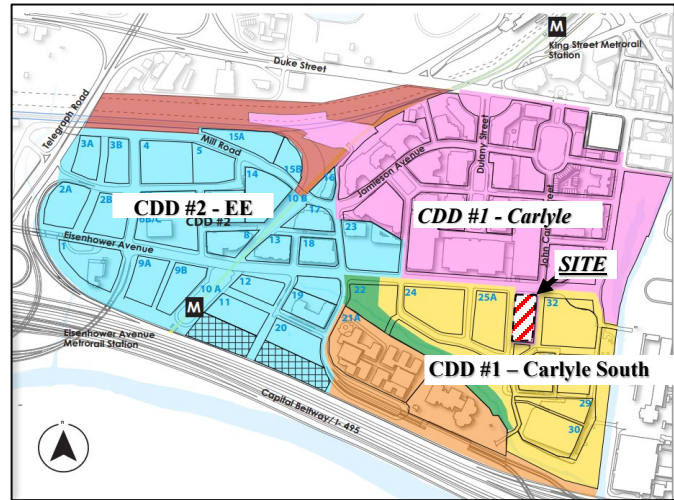 M
King Street Metrorail
Station
Duke Street
Telegraph Road
15A
3A
3B
4
5
Mill Road
15B
16
14
Jamieson Avenue
Dulany Street
2A
2B
CDD #2 - EE
10 B
17
CDD #1 - Carlyle
CDD #2
1
Eisenhower Avenue
8
13
18
23
SITE
9A
9B
10 A
M
11
12
19
22
24
25A
32
20
21A
Eisenhower Avenue
Metrorail Station
CDD #1 – Carlyle South
Capital Beltway/ I- 495
29
30